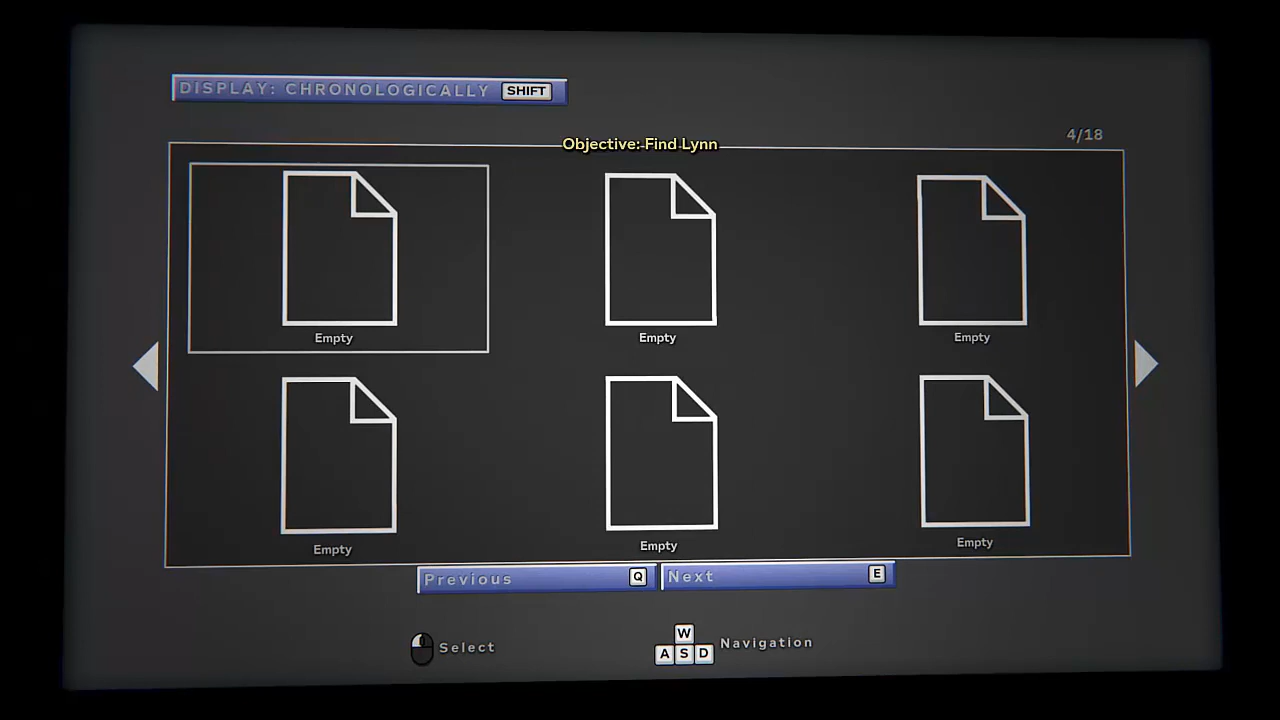 DISPLAY: CHRONOLOGICALLY SHIFT
4/18
Objective: Find Lynn
Empty Empty Empty
Empty Empty Empty
Previous Q Next E
Select
W
A S D Navigation